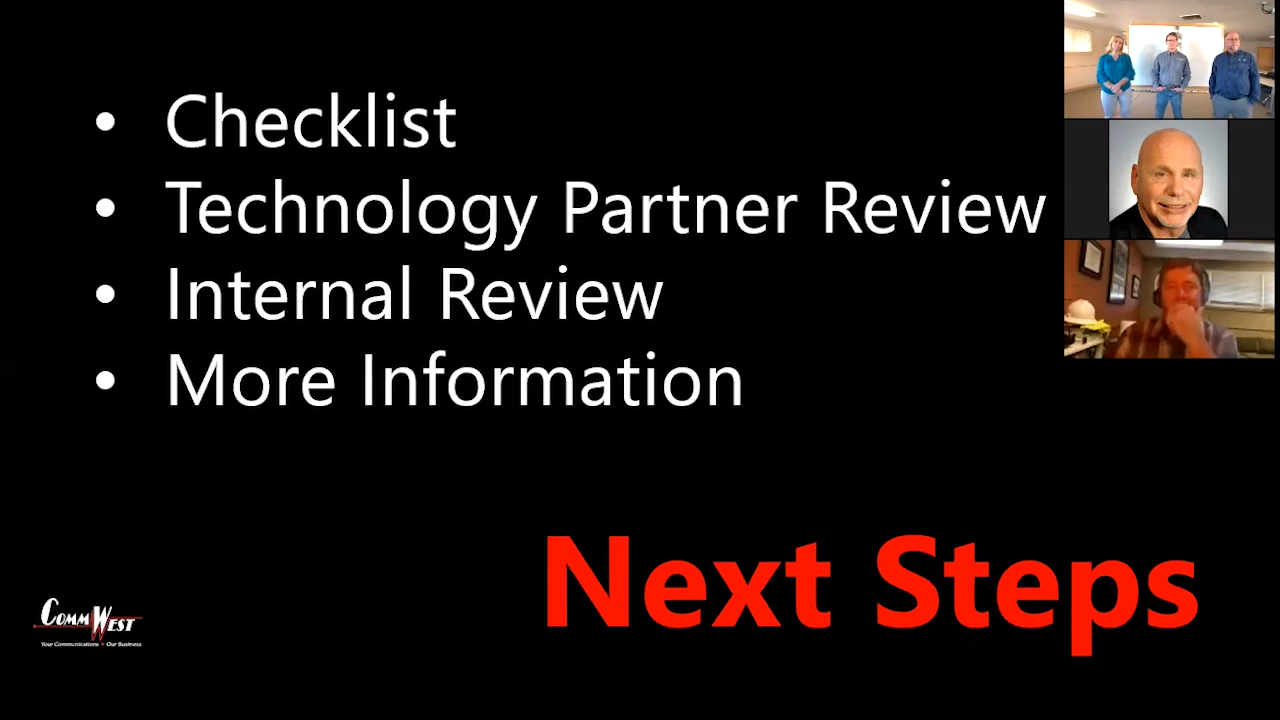 • Checklist
• Technology Partner Review
• Internal Review
• More Information
Next Steps
COMMWEST
Your Communications • Our Business